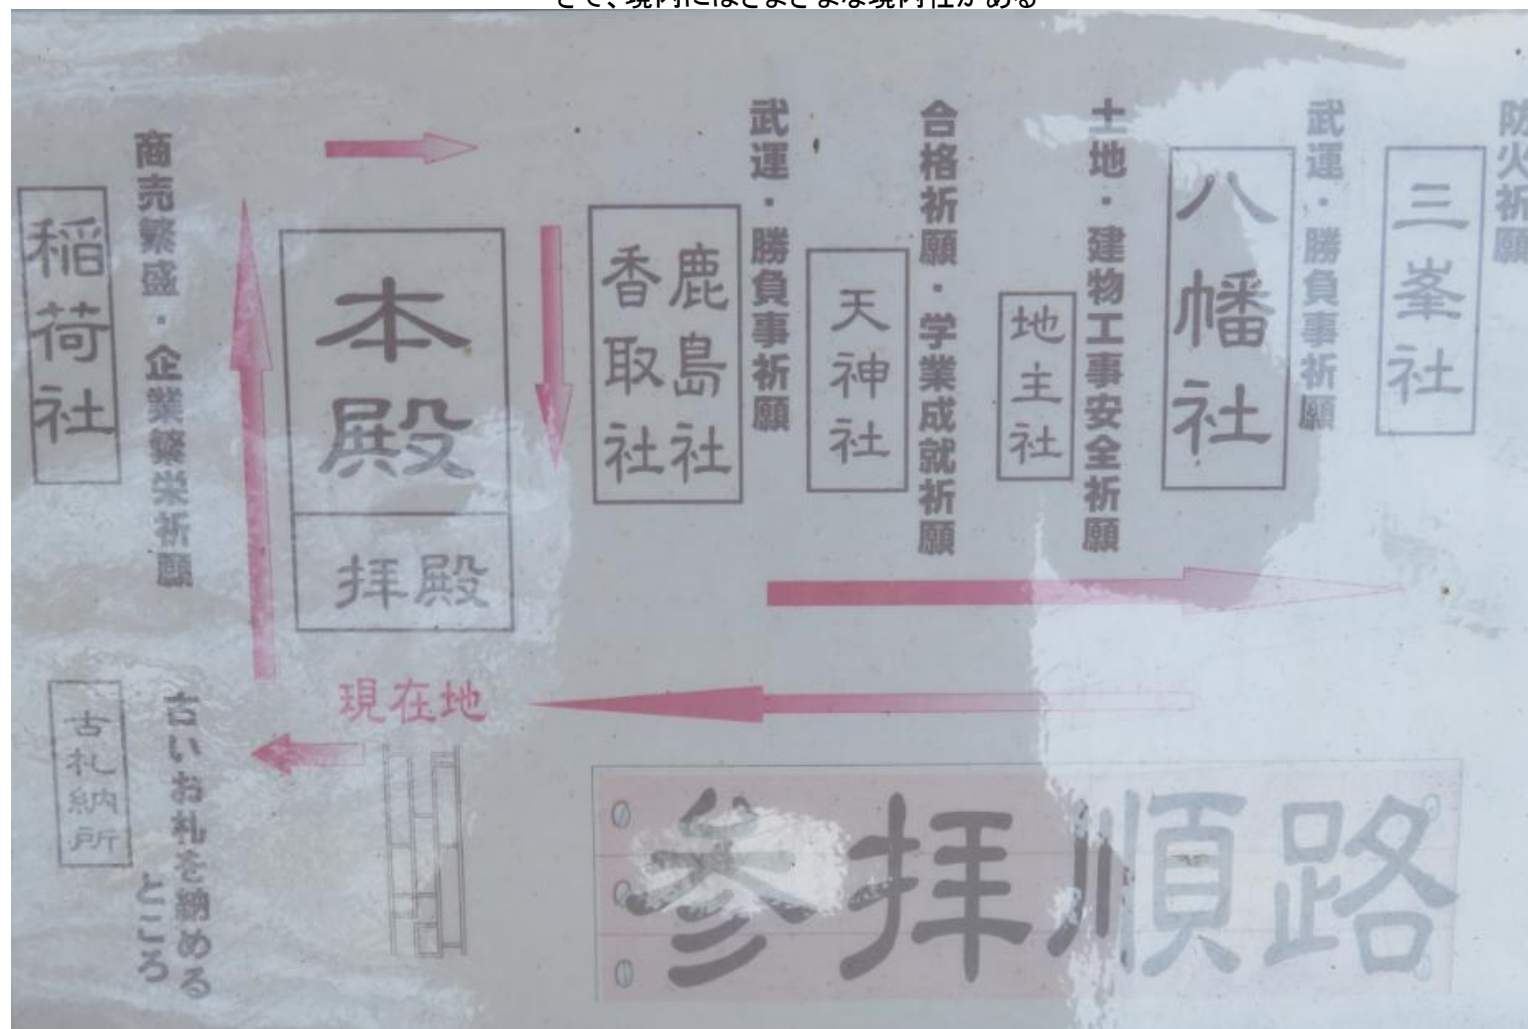 さて、境内にはさまざまな境内社がある
防火祈願
三峯社
武運・勝負事祈願
八幡社
土地・建物工事安全祈願
地主社
合格祈願・学業成就祈願
天神社
武運・勝負事祈願
鹿島社
香取社
本殿
拝殿
商売繁盛・企業繁栄祈願
稲荷社
現在地
古いお札を納める
ところ
古札納所
参拝順路